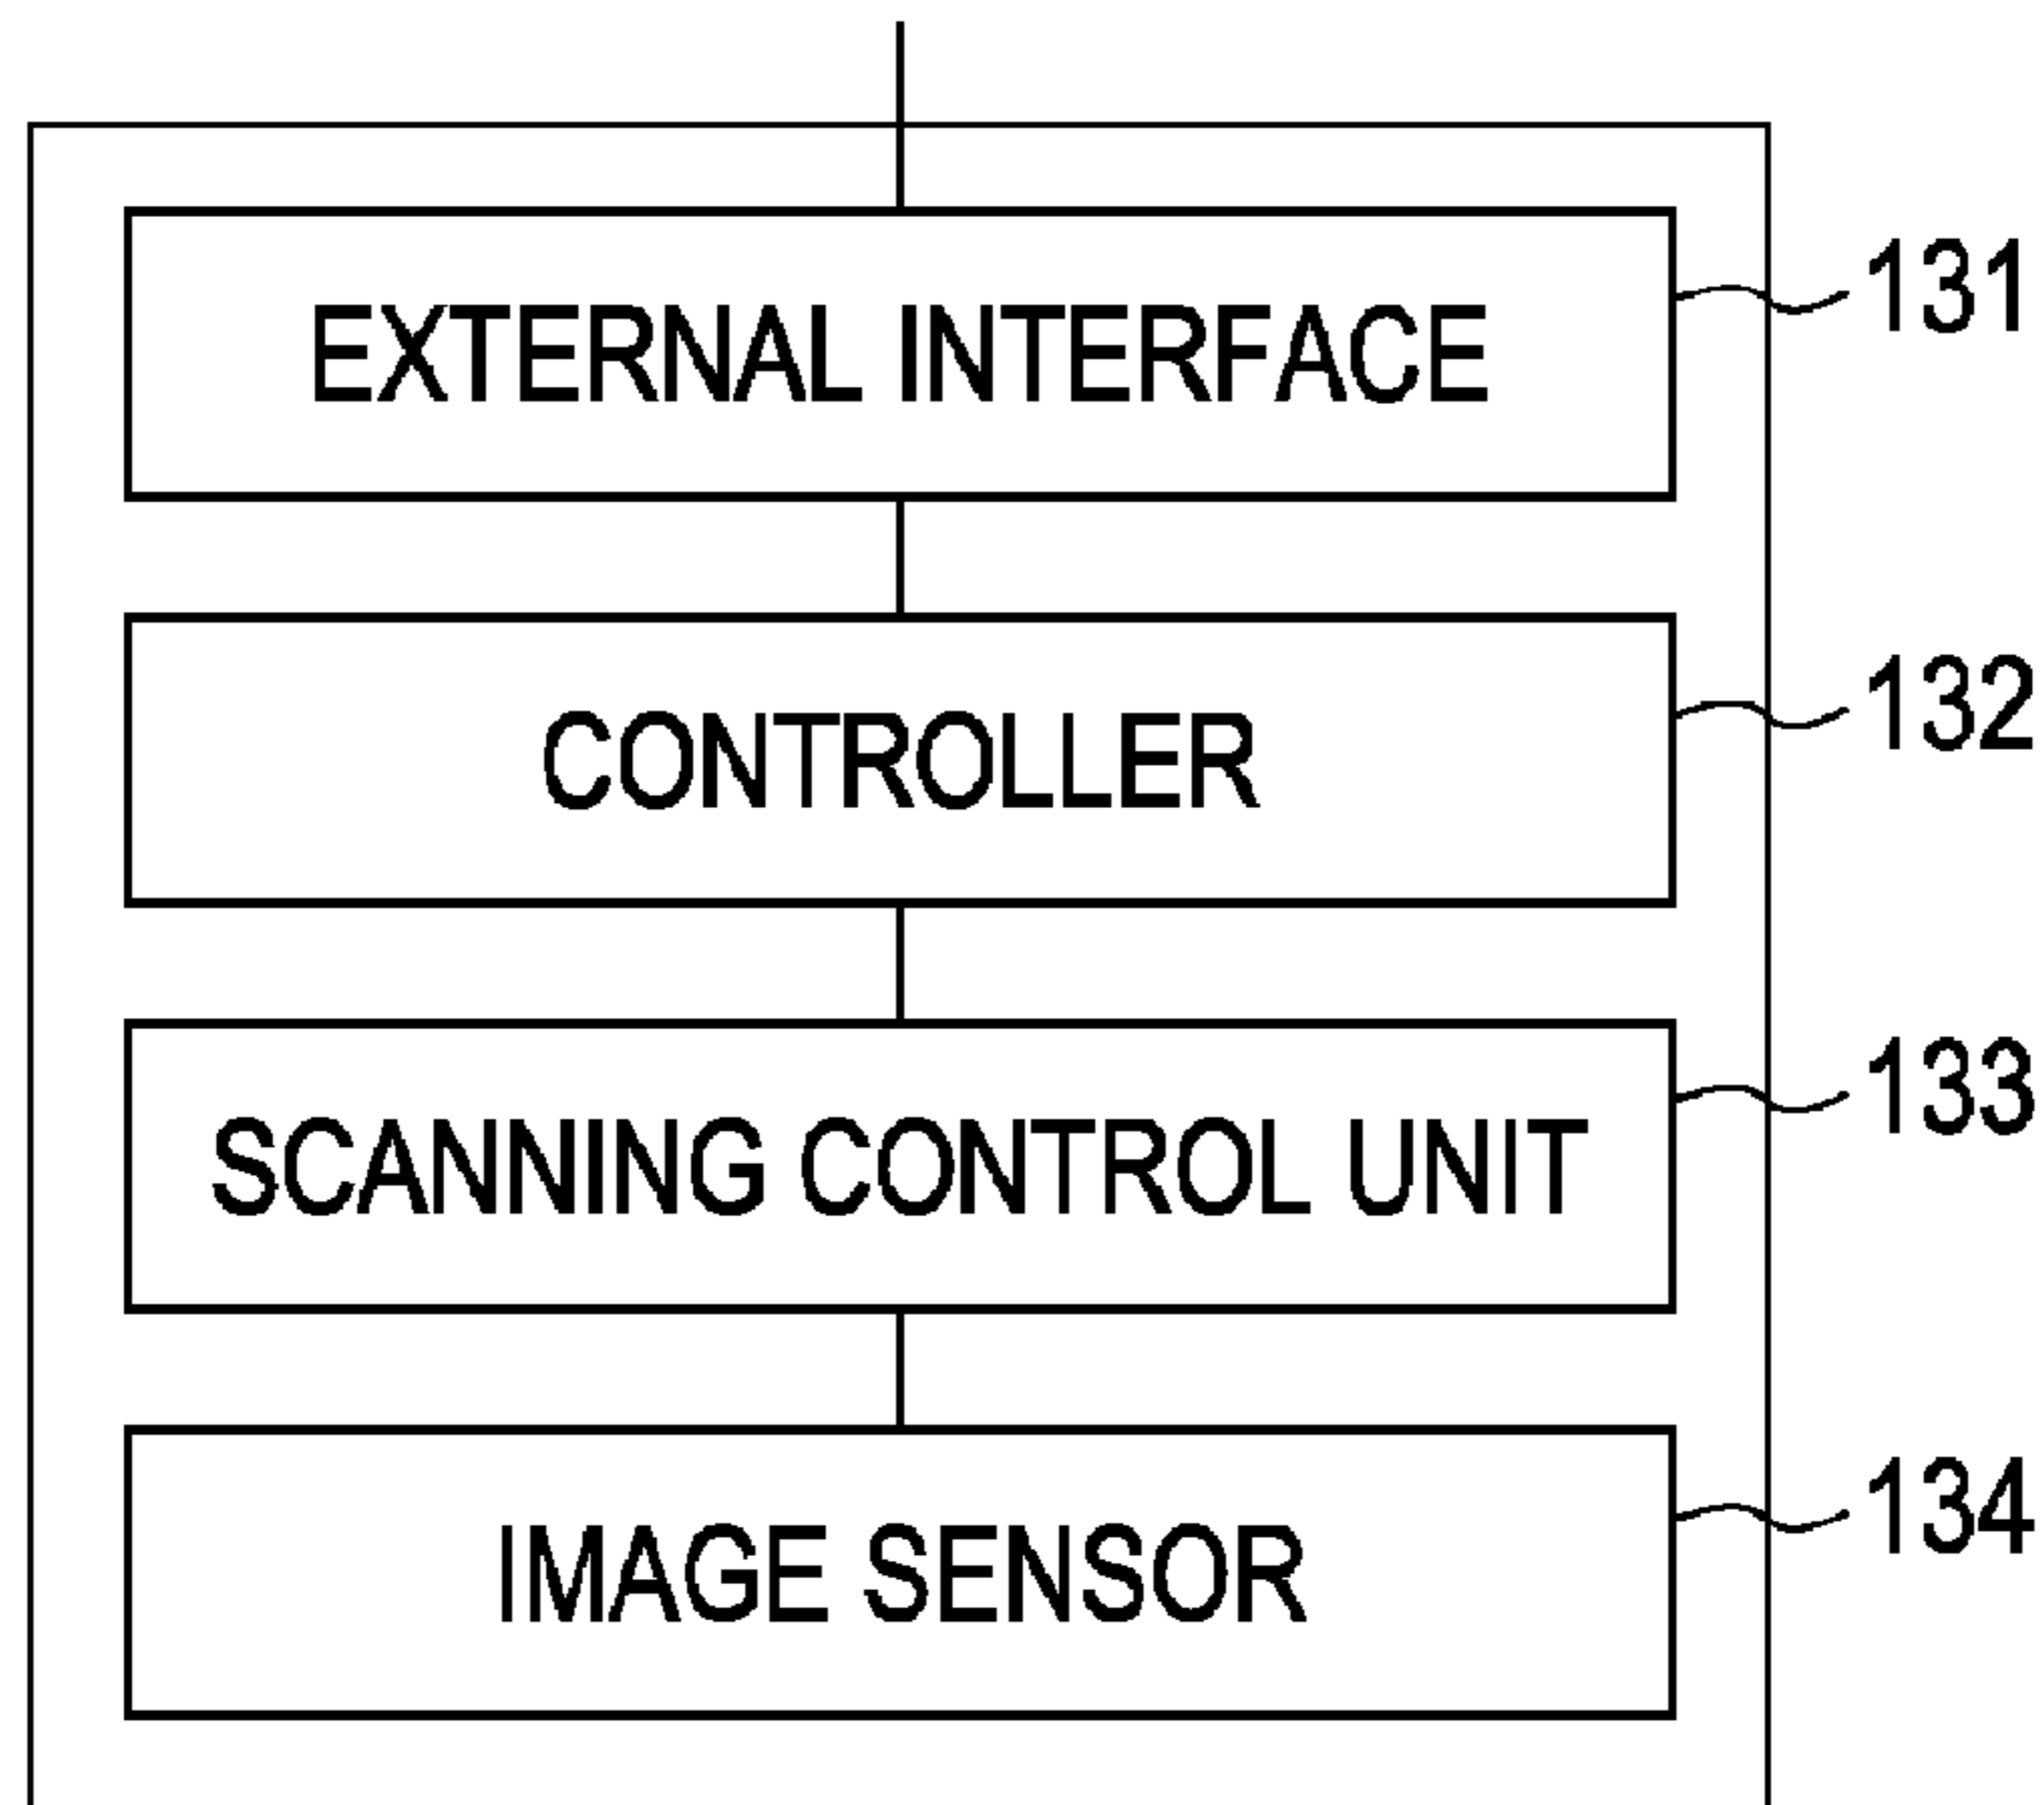 EXTERNAL INTERFACE 131
CONTROLLER 132
SCANNING CONTROL UNIT 133
IMAGE SENSOR 134